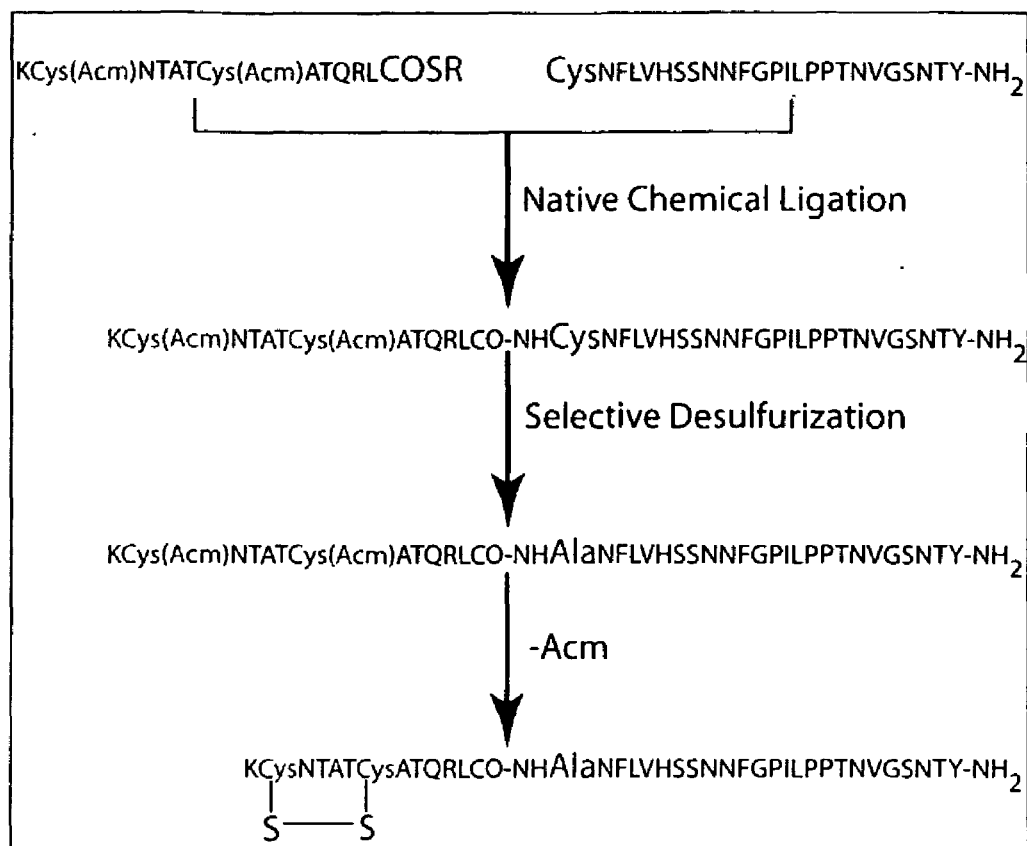 KCys(Acm)NTATCys(Acm)ATQRLCOSR CysNFLVHSSNNFGPILPPTNVGSNTY-NH2
Native Chemical Ligation
KCys(Acm)NTATCys(Acm)ATQRLCO-NHCysNFLVHSSNNFGPILPPTNVGSNTY-NH2
Selective Desulfurization
KCys(Acm)NTATCys(Acm)ATQRLCO-NHAlaNFLVHSSNNFGPILPPTNVGSNTY-NH2
-Acm
KCysNTATCysATQRLCO-NHAlaNFLVHSSNNFGPILPPTNVGSNTY-NH2
S S